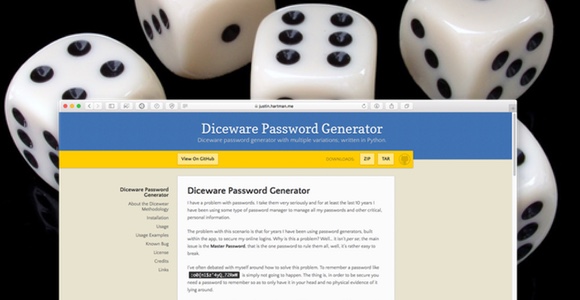 justin.hartman.me
Diceware Password Generator
Diceware password generator with multiple variations, written in Python.
View On GitHub
DOWNLOADS:
ZIP
TAR
Diceware Password
Generator
About the Dicewear
Methodology
Installation
Usage
Usage Examples
Known Bug
License
Credits
Links
Diceware Password Generator
I have a problem with passwords. I take them very seriously and for at least the last 10 years I
have been using some type of password manager to manage all my passwords and other critical,
personal information.
The problem with this scenario is that for years I have been using password generators, built
within the app, to secure my online logins. Why is this a problem? Well... it isn't per se; the main
issue is the Master Password, that is the one password to rule them all, well, it's rather easy to
break.
I've often debated with myself around how to solve this problem. To remember a password like
is simply not going to happen. The thing is, in order to be secure you
need a password to remember so as to only have it in your head and no physical evidence of it
lying around.